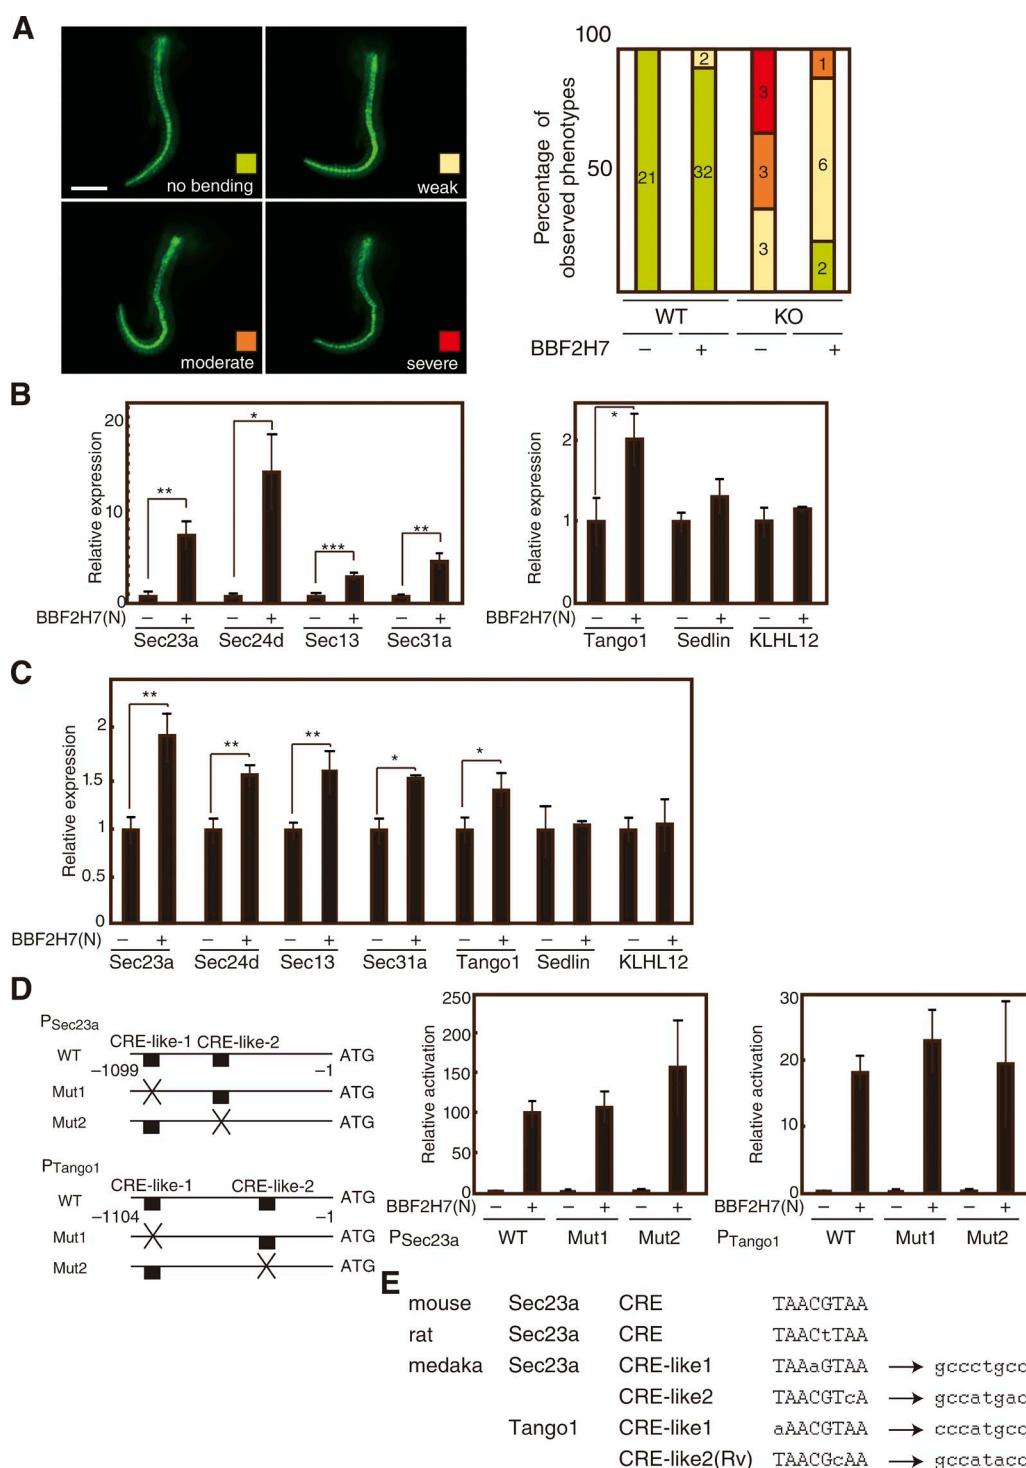 A
no bending
weak
moderate
severe
Percentage of
observed phenotypes
100
50
21
2
32
3
3
3
1
6
2
WT
KO
BBF2H7
– + – +
B
Relative expression
20
10
0
**
*
***
**
BBF2H7(N)
– + – + – + – +
Sec23a Sec24d Sec13 Sec31a
Relative expression
2
1
0
*
– + – + – +
BBF2H7(N)
Tango1 Sedlin KLHL12
C
Relative expression
2
1.5
1
0.5
0
**
**
**
*
*
BBF2H7(N)
– + – + – + – + – + – + – +
Sec23a Sec24d Sec13 Sec31a Tango1 Sedlin KLHL12
D
PSec23a
CRE-like-1 CRE-like-2
WT ATG
–1099 –1
Mut1 ATG
Mut2 ATG
PTango1
CRE-like-1 CRE-like-2
WT ATG
–1104 –1
Mut1 ATG
Mut2 ATG
Relative activation
250
200
150
100
50
0
BBF2H7(N)
– + – + – +
PSec23a WT Mut1 Mut2
Relative activation
30
20
10
0
BBF2H7(N)
– + – + – +
PTango1 WT Mut1 Mut2
E
mouse Sec23a CRE TAACGTAA
rat Sec23a CRE TAACtTAA
medaka Sec23a CRE-like1 TAAaGTAA → gccctgcc
CRE-like2 TAACGTcA → gccatgac
Tango1 CRE-like1 aAACGTAA → cccatgcc
CRE-like2(Rv) TAACGcAA → gccatacc